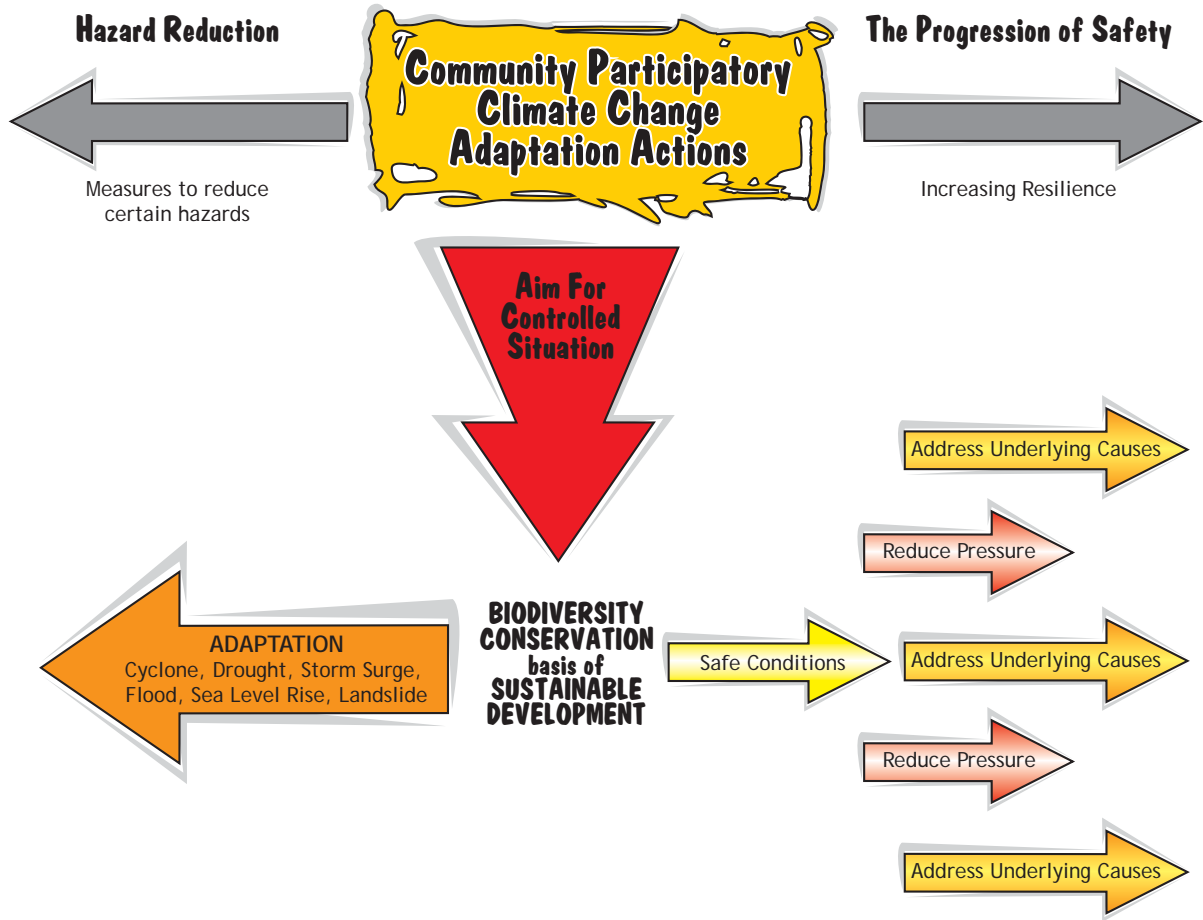 Hazard Reduction
Community Participatory
Climate Change
Adaptation Actions
The Progression of Safety
Measures to reduce
certain hazards
Increasing Resilience
Aim For
Controlled
Situation
Address Underlying Causes
Reduce Pressure
ADAPTATION
Cyclone, Drought, Storm Surge,
Flood, Sea Level Rise, Landslide
BIODIVERSITY
CONSERVATION
basis of
SUSTAINABLE
DEVELOPMENT
Safe Conditions
Address Underlying Causes
Reduce Pressure
Address Underlying Causes